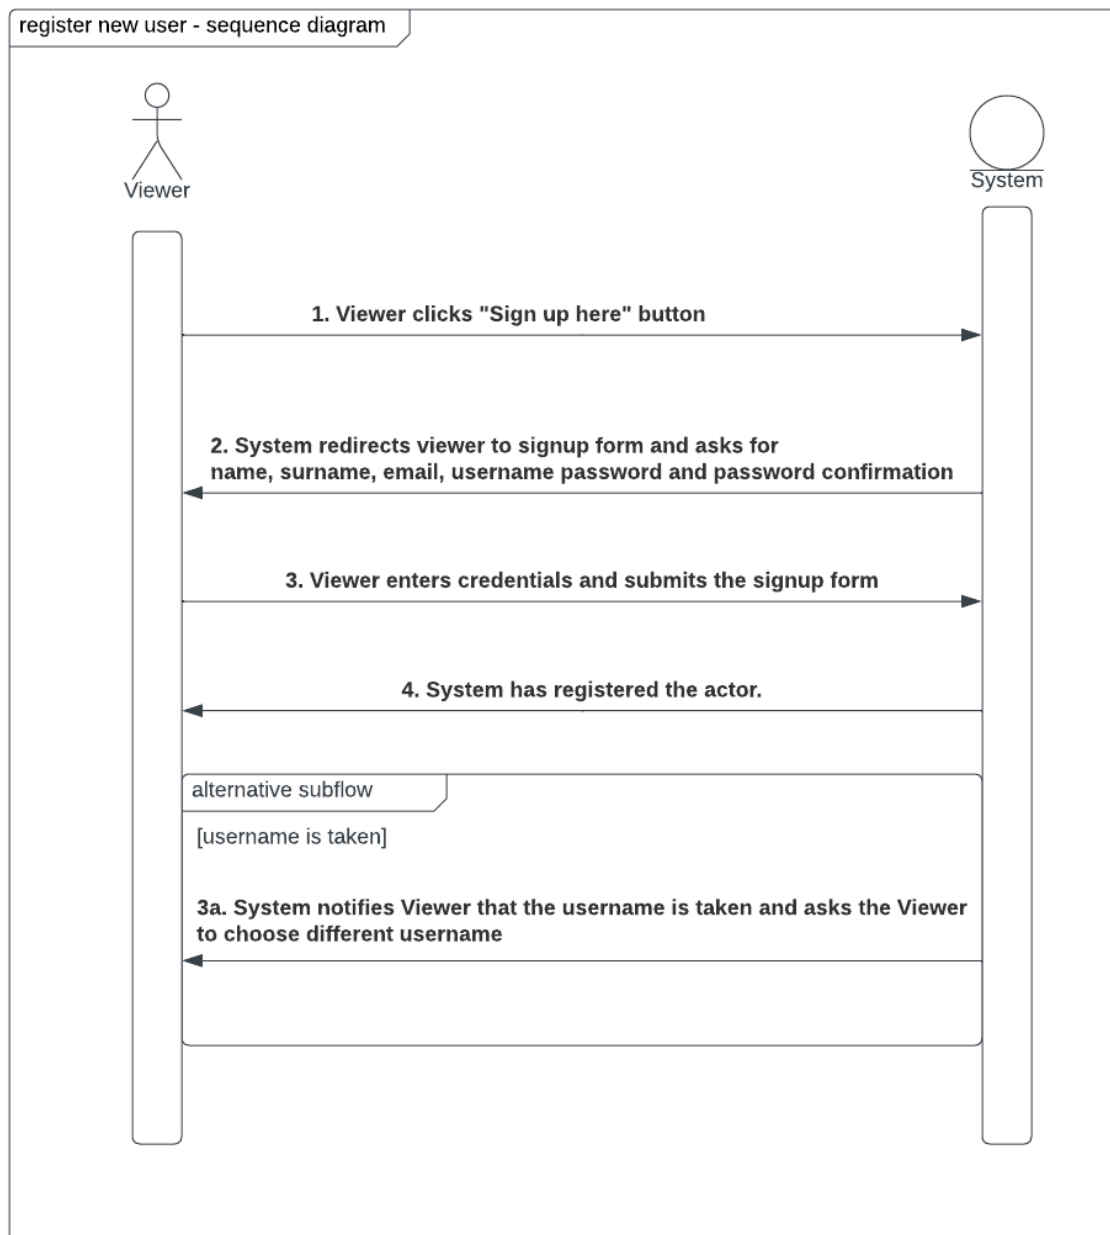 register new user - sequence diagram
Viewer
System
1. Viewer clicks "Sign up here" button
2. System redirects viewer to signup form and asks for
name, surname, email, username password and password confirmation
3. Viewer enters credentials and submits the signup form
4. System has registered the actor.
alternative subflow
[username is taken]
3a. System notifies Viewer that the username is taken and asks the Viewer
to choose different username